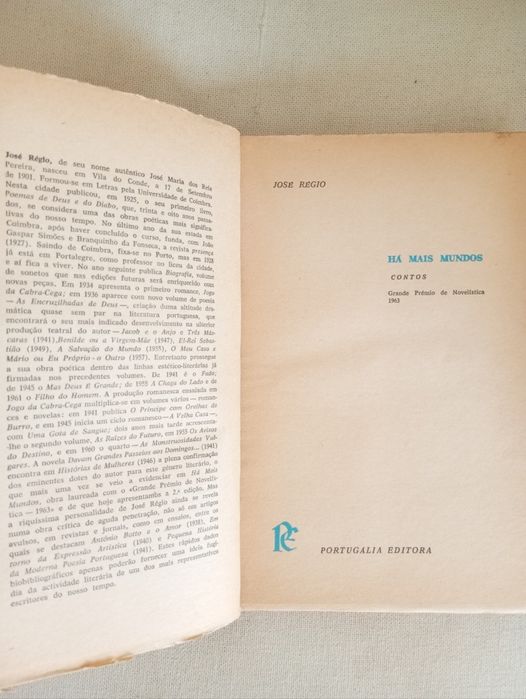 José Régio, de seu nome autêntico José Maria dos Reis
Pereira, nasceu em Vila do Conde, a 17 de Setembro
de 1901. Formou-se em Letras pela Universidade de Coimbra.
Nesta cidade publicou, em 1925, o seu primeiro livro,
Poemas de Deus e do Diabo, que, trinta e oito anos passa-
dos, se considera uma das obras poéticas mais significa-
tivas do nosso tempo. No último ano da sua estada em
Coimbra, após haver concluído o curso, funda, com João
Gaspar Simões e Branquinho da Fonseca, a revista presença
(1927). Saindo de Coimbra, fixa-se no Porto, mas em 1928
já está em Portalegre, como professor no liceu da cidade,
e aí fica a viver. No ano seguinte publica Biografia, volume
de sonetos que nas edições futuras será enriquecido com
novas peças. Em 1934 apresenta o primeiro romance, Jogo
da Cabra-Cega; em 1936 aparece com novo volume de poesia
— As Encruzilhadas de Deus —, criação duma altitude dra-
mática quase sem par na literatura portuguesa, que
encontrará o seu mais indicado desenvolvimento na ulterior
produção teatral do autor — Jacob e o Anjo e Três Más-
caras (1941), Benilde ou a Virgem-Mãe (1947), El-Rei Sebas-
tião (1949), A Salvação do Mundo (1955), O Meu Caso e
Mário ou Eu Próprio - o Outro (1957). Entretanto prossegue
a sua obra poética dentro das linhas estético-literárias já
firmadas nos precedentes volumes. De 1941 é o Fado;
de 1945 o Mas Deus É Grande; de 1955 A Chaga do Lado e de
1961 o Filho do Homem. A produção romanesca ensaiada em
Jogo da Cabra-Cega multiplica-se em volumes vários — roman-
ces e novelas: em 1941 publica O Príncipe com Orelhas de
Burro, e em 1945 inicia um ciclo romanesco — A Velha Casa —,
com Uma Gota de Sangue; dois anos mais tarde acrescenta-
-lhe o segundo volume, As Raízes do Futuro, em 1953 Os Avisos
do Destino, e em 1960 o quarto — As Monstruosidades Vul-
gares. A novela Davam Grandes Passeios aos Domingos... (1941)
encontra em Histórias de Mulheres (1946) a plena confirmação
dos eminentes dotes do autor para este género literário, o
que mais uma vez se veio a evidenciar em Há Mais
Mundos, obra laureada com o «Grande Prémio de Novelís-
tica — 1963» e de que hoje apresentamos a 2.ª edição. Mas
a riquíssima personalidade de José Régio ainda se revela
numa obra crítica de aguda penetração, não só em artigos
avulsos, em revistas e jornais, como em ensaios, entre os
quais se destacam António Botto e o Amor (1938), Em
torno da Expressão Artística (1940) e Pequena História
da Moderna Poesia Portuguesa (1941). Estes rápidos dados
biobibliográficos apenas poderão fornecer uma ideia fugi-
dia da actividade literária de um dos mais representativos
escritores do nosso tempo.
JOSÉ RÉGIO
HÁ MAIS MUNDOS
CONTOS
Grande Prémio de Novelística
1963
PORTUGALIA EDITORA